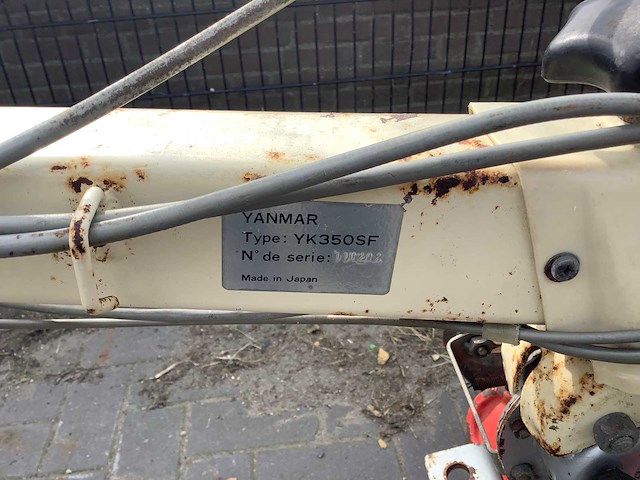 YANMAR
Type: YK350SF
N° de serie:
Made in Japan